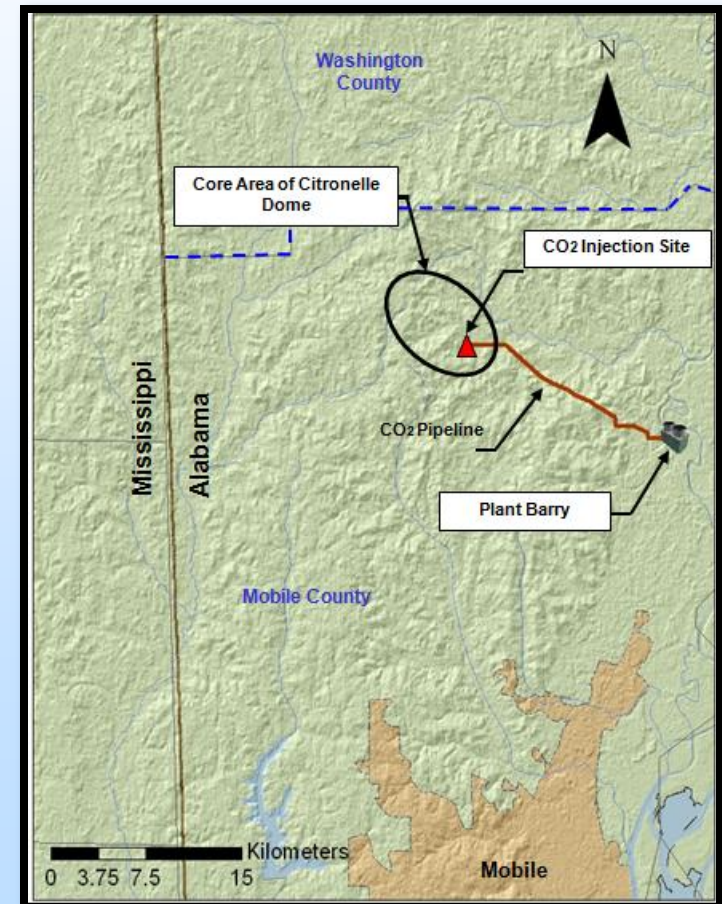 Washington
County
N
Core Area of Citronelle
Dome
CO2 Injection Site
Mississippi
Alabama
CO2 Pipeline
Plant Barry
Mobile County
Kilometers
0 3.75 7.5 15
Mobile